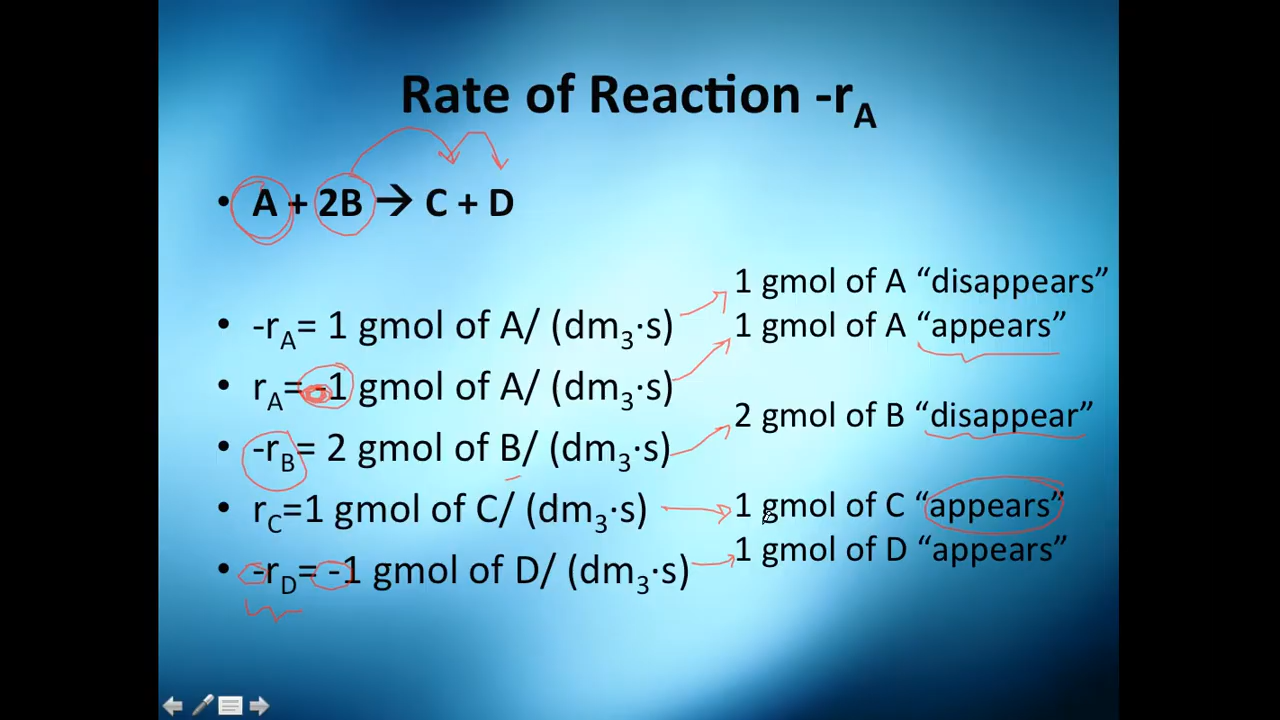 Rate of Reaction -rA
• A + 2B → C + D
1 gmol of A “disappears”
• -rA= 1 gmol of A/ (dm3·s)
1 gmol of A “appears”
• rA= -1 gmol of A/ (dm3·s)
2 gmol of B “disappear”
• -rB= 2 gmol of B/ (dm3·s)
1 gmol of C “appears”
• rC=1 gmol of C/ (dm3·s)
1 gmol of D “appears”
• -rD= -1 gmol of D/ (dm3·s)